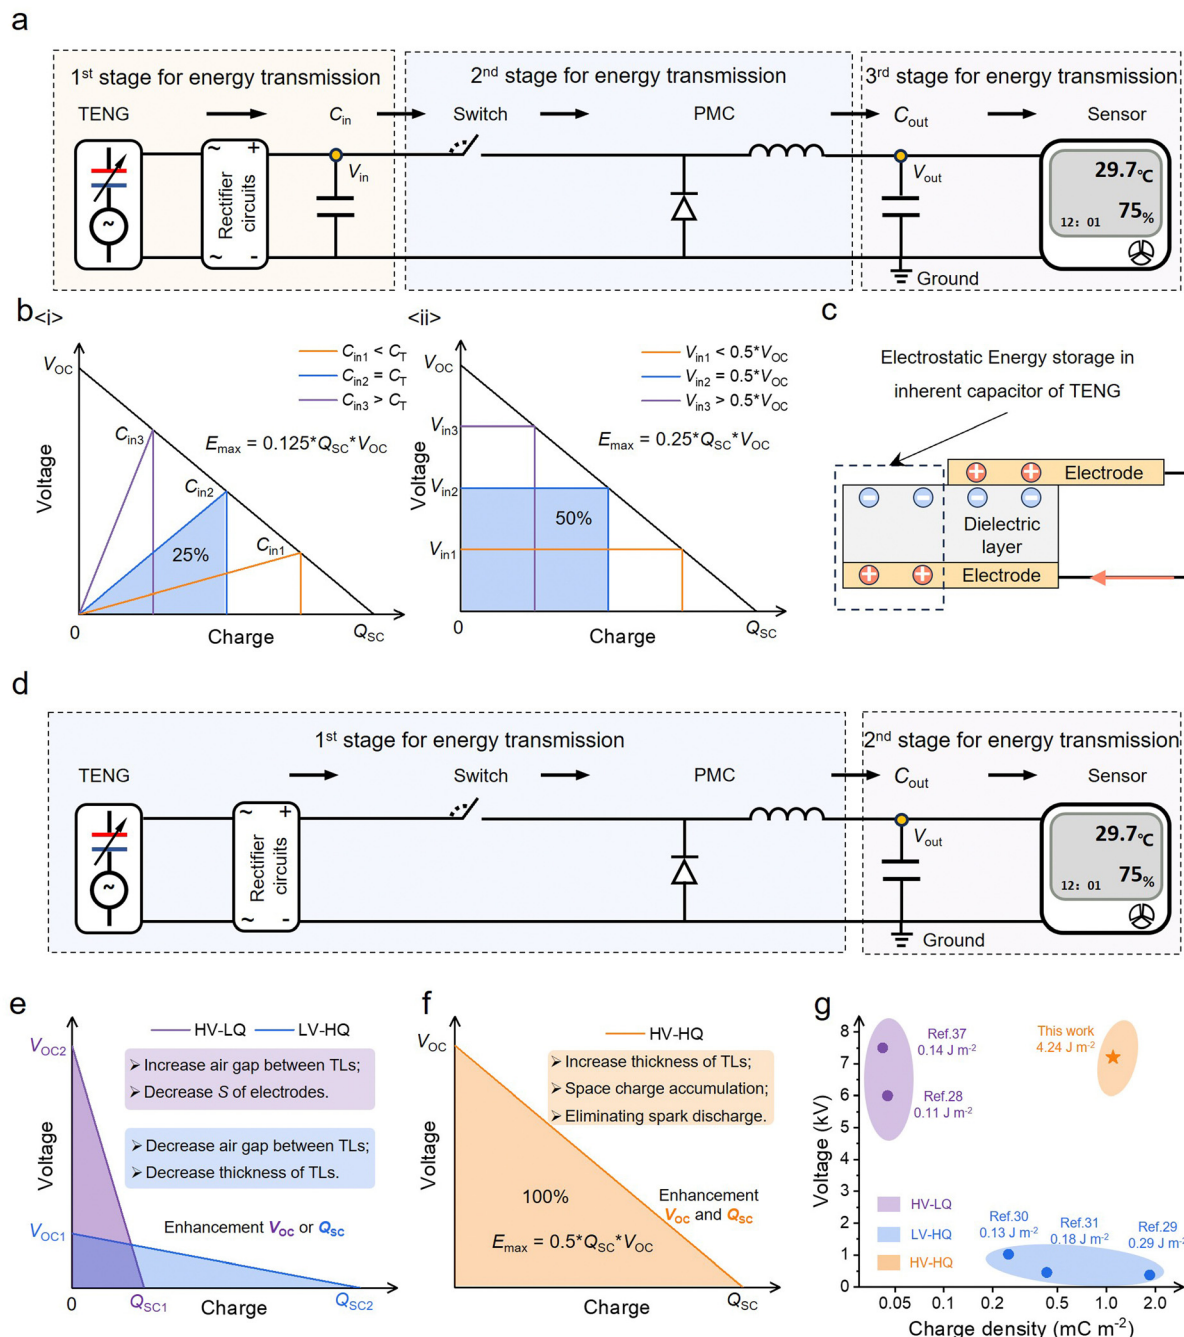 a
1st stage for energy transmission
2nd stage for energy transmission
3rd stage for energy transmission
TENG
Cin
Switch
PMC
Cout
Sensor
~ +
Rectifier
circuits
~ -
Vin
Vout
29.7℃
75%
12: 01
~
Ground
b
<i>
VOC
Cin1 < CT
Cin2 = CT
Cin3 > CT
Cin3
Emax = 0.125*QSC*VOC
Cin2
25%
Cin1
Voltage
0
Charge
QSC
<ii>
VOC
Vin1 < 0.5*VOC
Vin2 = 0.5*VOC
Vin3 > 0.5*VOC
Vin3
Emax = 0.25*QSC*VOC
Vin2
50%
Vin1
Voltage
0
Charge
QSC
c
Electrostatic Energy storage in
inherent capacitor of TENG
+ + Electrode
- - - -
Dielectric
layer
+ + Electrode
d
1st stage for energy transmission
2nd stage for energy transmission
TENG
Switch
PMC
Cout
Sensor
~ +
Rectifier
circuits
~ -
Vout
29.7℃
75%
12: 01
~
Ground
e
HV-LQ
LV-HQ
VOC2
➢ Increase air gap between TLs;
➢ Decrease S of electrodes.
➢ Decrease air gap between TLs;
➢ Decrease thickness of TLs.
VOC1
Enhancement VOC or QSC
Voltage
0
QSC1
Charge
QSC2
f
HV-HQ
VOC
➢ Increase thickness of TLs;
➢ Space charge accumulation;
➢ Eliminating spark discharge.
100%
Enhancement
VOC and QSC
Emax = 0.5*QSC*VOC
Voltage
Charge
QSC
g
8
7
6
5
4
3
2
1
0
Voltage (kV)
Ref.37
0.14 J m-2
This work
4.24 J m-2
Ref.28
0.11 J m-2
HV-LQ
LV-HQ
HV-HQ
Ref.30
0.13 J m-2
Ref.31
0.18 J m-2
Ref.29
0.29 J m-2
0.05 0.1 0.2 0.5 1.0 2.0
Charge density (mC m-2)